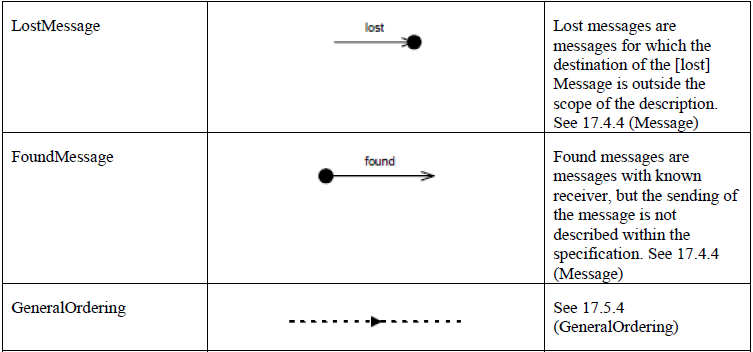 LostMessage
lost
Lost messages are
messages for which the
destination of the [lost]
Message is outside the
scope of the description.
See 17.4.4 (Message)
FoundMessage
found
Found messages are
messages with known
receiver, but the sending of
the message is not
described within the
specification. See 17.4.4
(Message)
GeneralOrdering
See 17.5.4
(GeneralOrdering)